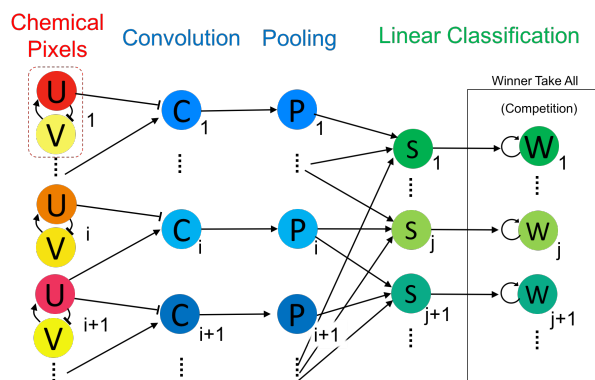 Chemical
Pixels
Convolution
Pooling
Linear Classification
Winner Take All
(Competition)
U
V
1
C
1
P
1
S
1
W
1
U
V
i
C
i
P
i
S
j
W
j
U
V
i+1
C
i+1
P
i+1
S
j+1
W
j+1